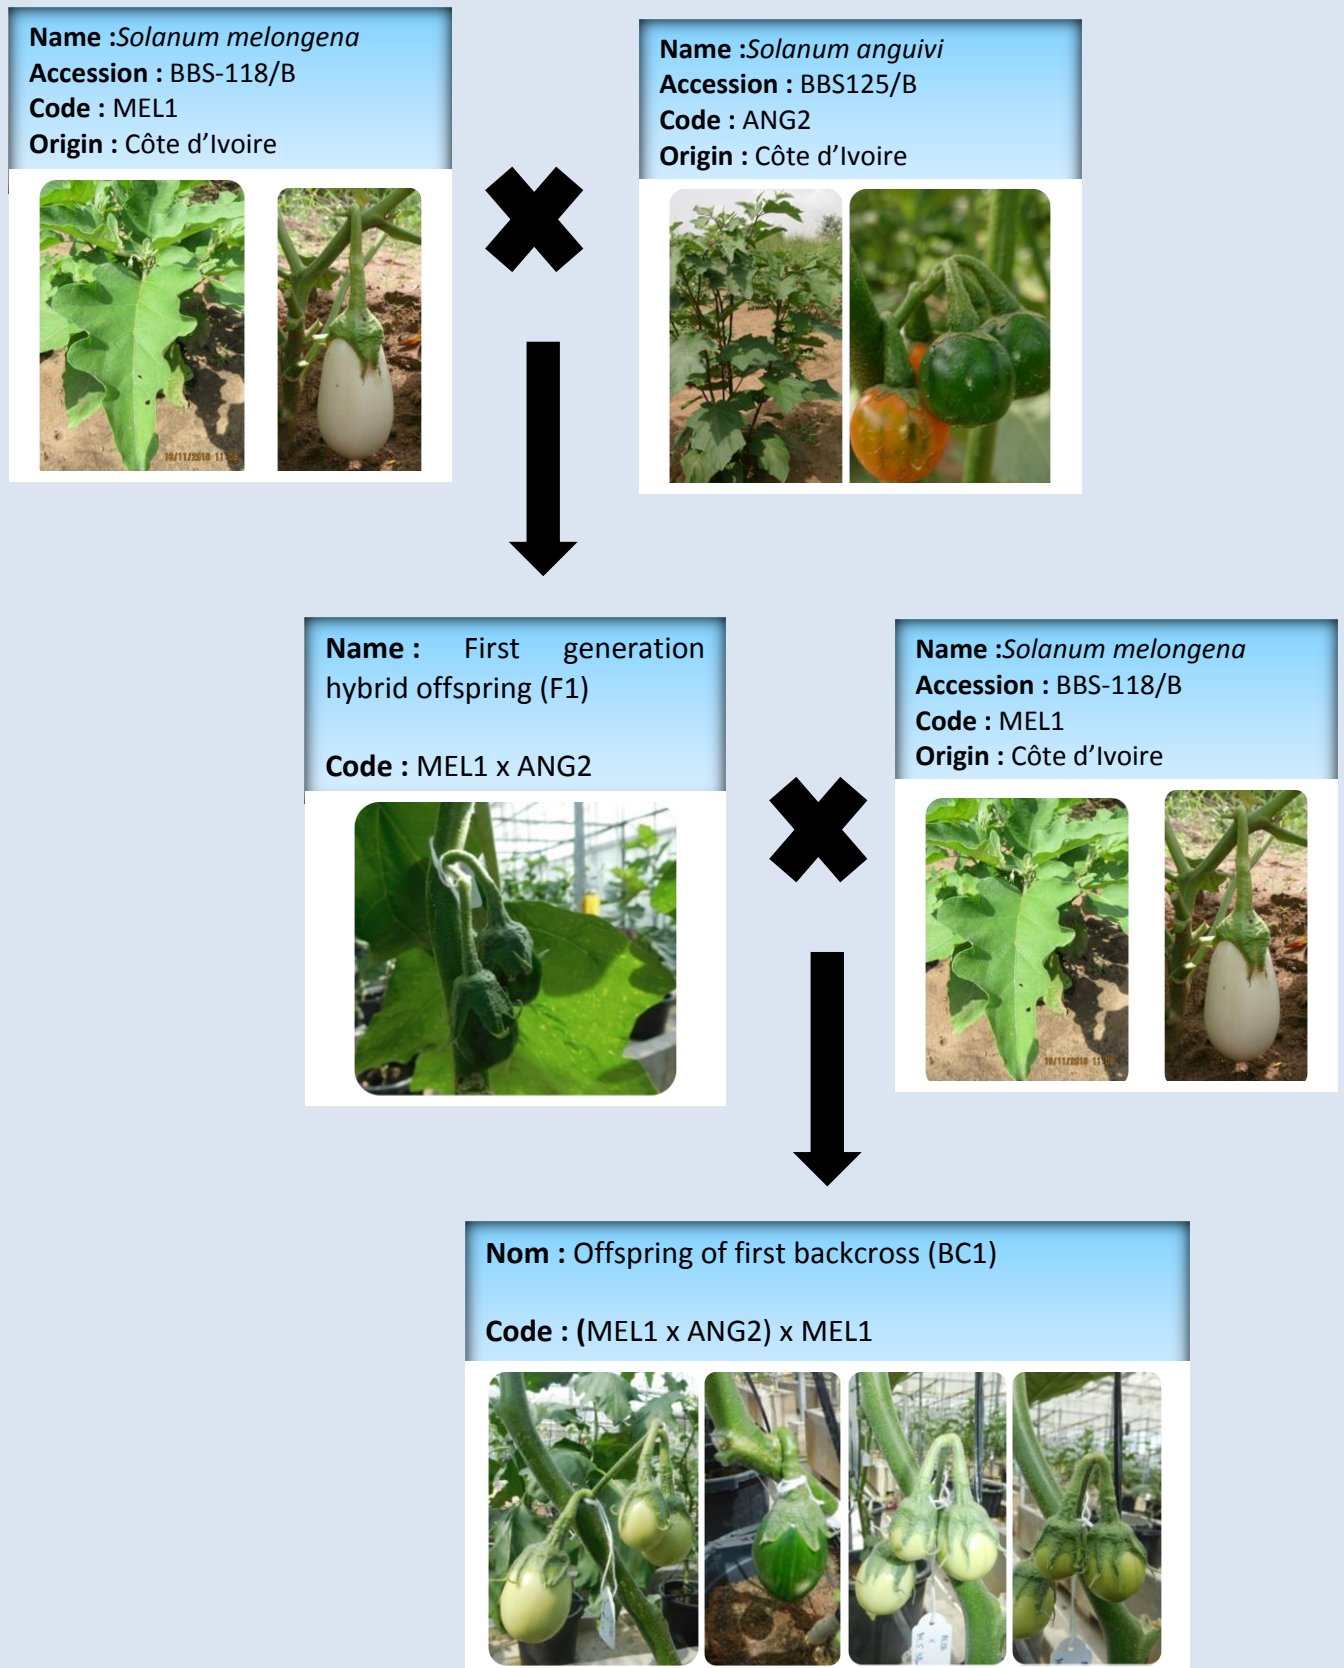 Name :Solanum melongena
Accession : BBS-118/B
Code : MEL1
Origin : Côte d’Ivoire
Name :Solanum anguivi
Accession : BBS125/B
Code : ANG2
Origin : Côte d’Ivoire
Name : First generation
hybrid offspring (F1)
Code : MEL1 x ANG2
Name :Solanum melongena
Accession : BBS-118/B
Code : MEL1
Origin : Côte d’Ivoire
Nom : Offspring of first backcross (BC1)
Code : (MEL1 x ANG2) x MEL1